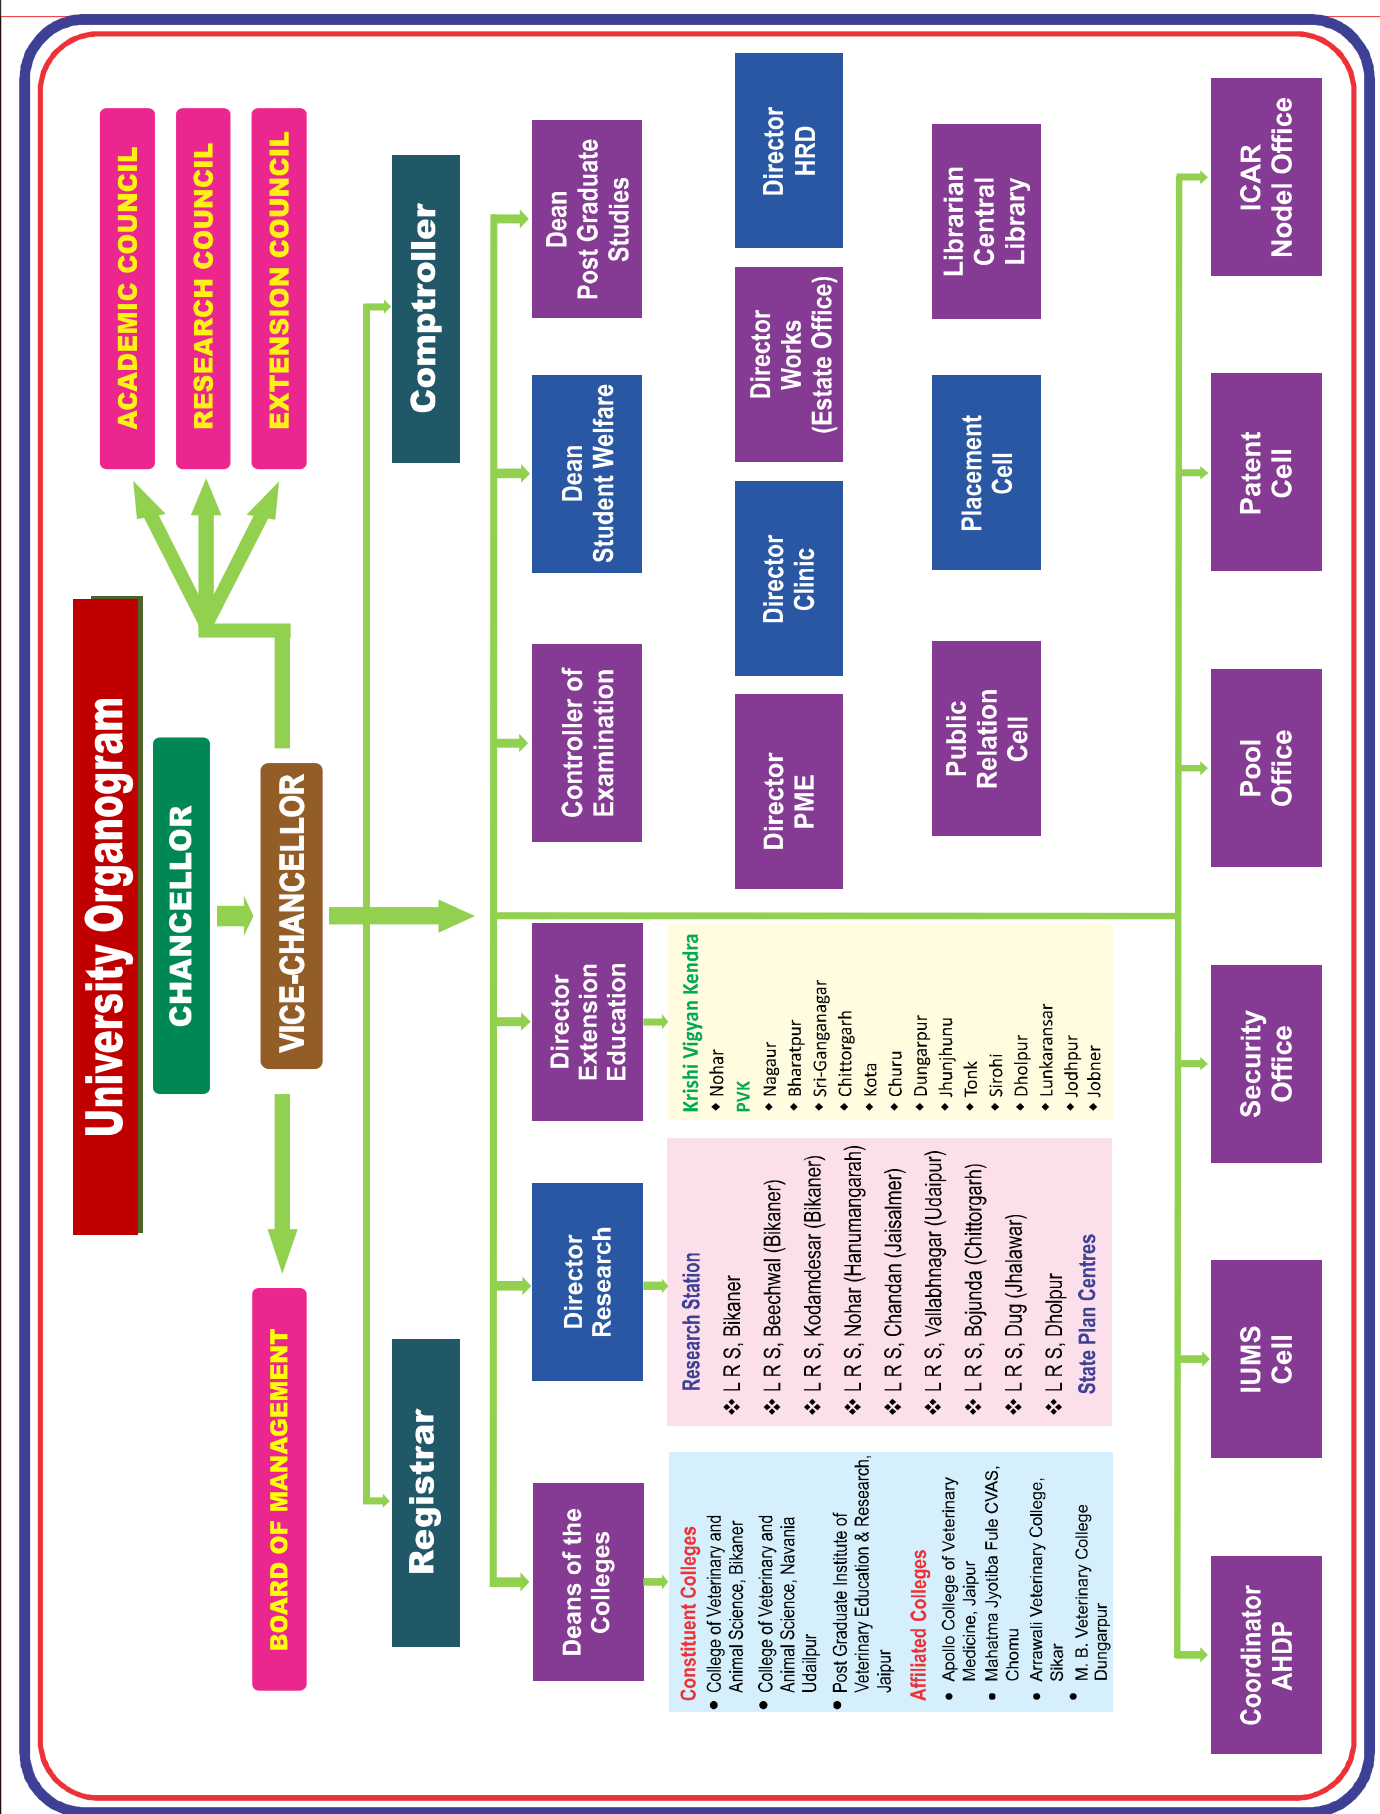 University Organogram
CHANCELLOR
VICE-CHANCELLOR
BOARD OF MANAGEMENT
ACADEMIC COUNCIL
RESEARCH COUNCIL
EXTENSION COUNCIL
Registrar
Comptroller
Deans of the
Colleges
Director
Research
Director
Extension
Education
Controller of
Examination
Dean
Student Welfare
Dean
Post Graduate
Studies
Constituent Colleges
• College of Veterinary and
Animal Science, Bikaner
• College of Veterinary and
Animal Science, Navania
Udailpur
• Post Graduate Institute of
Veterinary Education & Research,
Jaipur
Affiliated Colleges
• Apollo College of Veterinary
Medicine, Jaipur
• Mahatma Jyotiba Fule CVAS,
Chomu
• Arrawali Veterinary College,
Sikar
• M. B. Veterinary College
Dungarpur
Research Station
❖ L R S, Bikaner
❖ L R S, Beechwal (Bikaner)
❖ L R S, Kodamdesar (Bikaner)
❖ L R S, Nohar (Hanumangarah)
❖ L R S, Chandan (Jaisalmer)
❖ L R S, Vallabhnagar (Udaipur)
❖ L R S, Bojunda (Chittorgarh)
❖ L R S, Dug (Jhalawar)
❖ L R S, Dholpur
State Plan Centres
Krishi Vigyan Kendra
◆ Nohar
PVK
◆ Nagaur
◆ Bharatpur
◆ Sri-Ganganagar
◆ Chittorgarh
◆ Kota
◆ Churu
◆ Dungarpur
◆ Jhunjhunu
◆ Tonk
◆ Sirohi
◆ Dholpur
◆ Lunkaransar
◆ Jodhpur
◆ Jobner
Director
PME
Director
Clinic
Director
Works
(Estate Office)
Director
HRD
Public
Relation
Cell
Placement
Cell
Librarian
Central
Library
Coordinator
AHDP
IUMS
Cell
Security
Office
Pool
Office
Patent
Cell
ICAR
Nodel Office